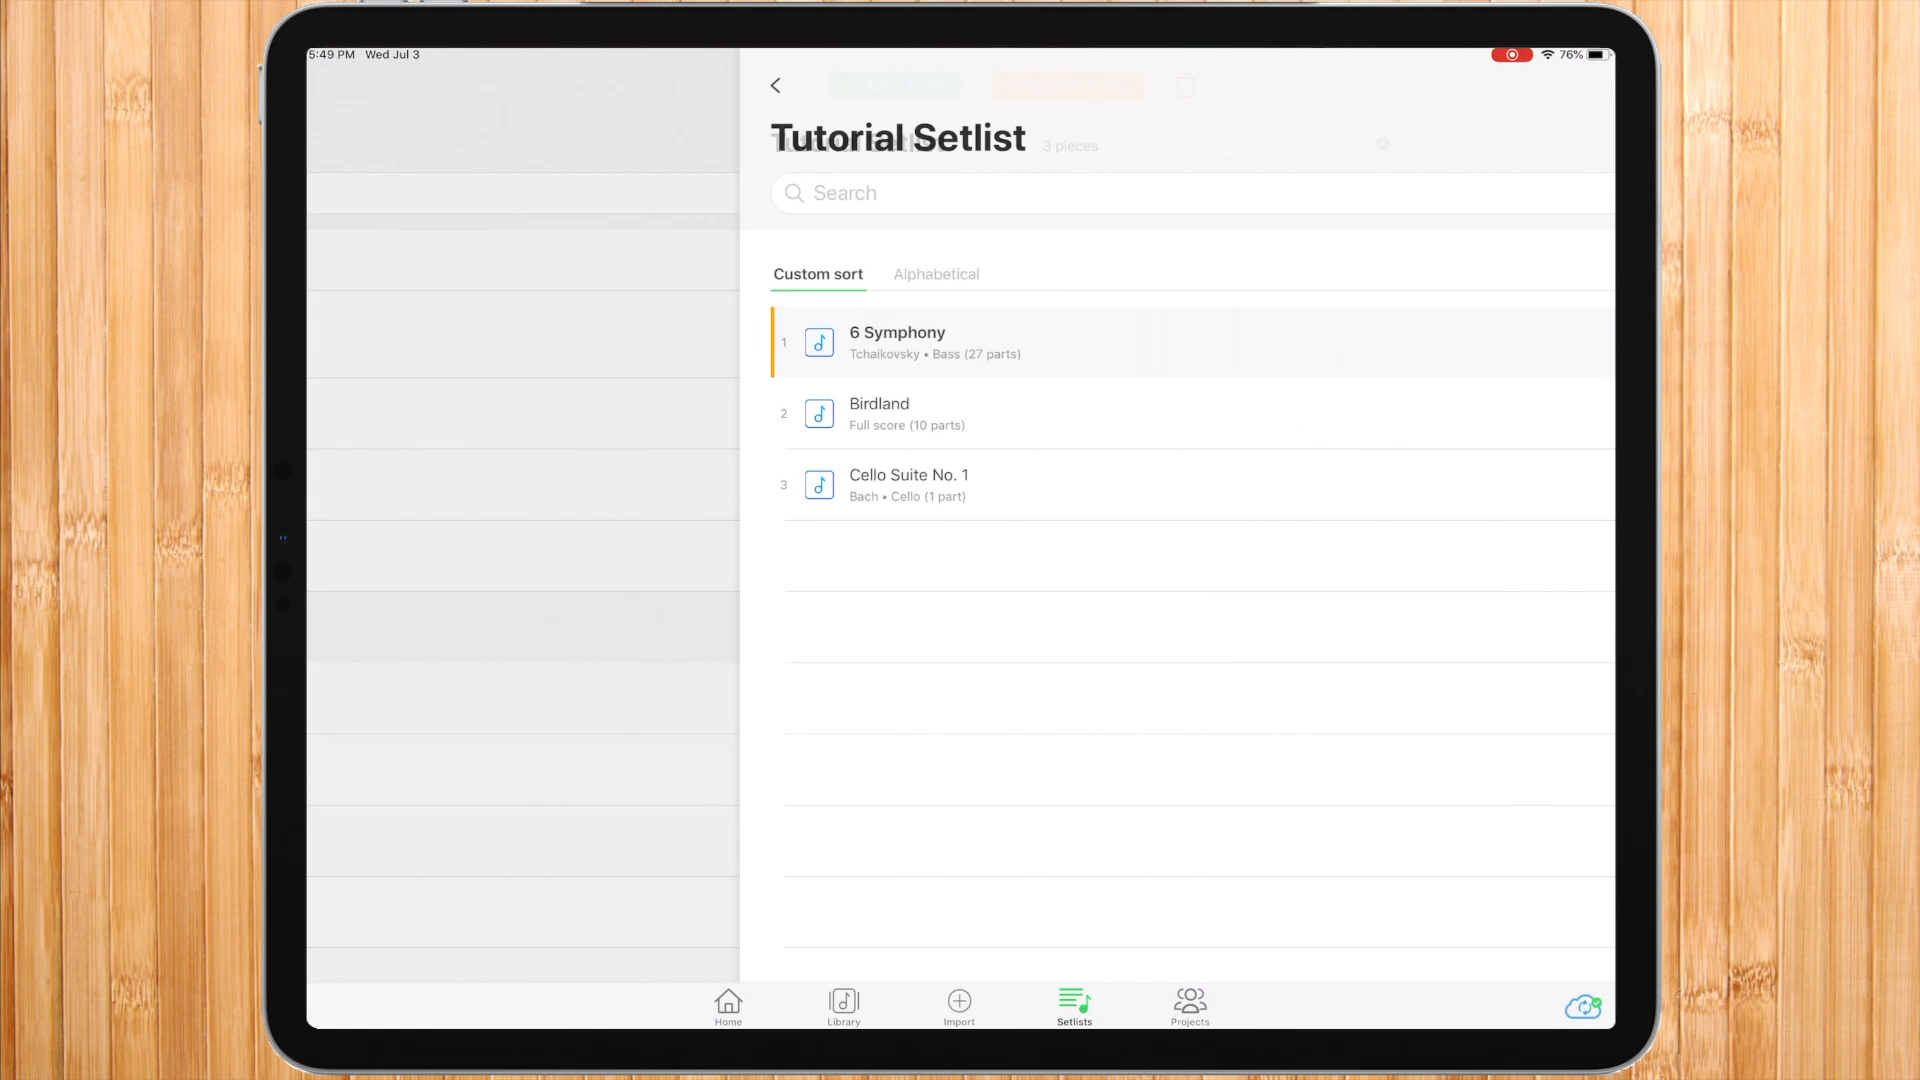 5:49 PM Wed Jul 3
76%
Tutorial Setlist
3 pieces
Search
Custom sort
Alphabetical
1
6 Symphony
Tchaikovsky • Bass (27 parts)
2
Birdland
Full score (10 parts)
3
Cello Suite No. 1
Bach • Cello (1 part)
Home
Library
Import
Setlists
Projects